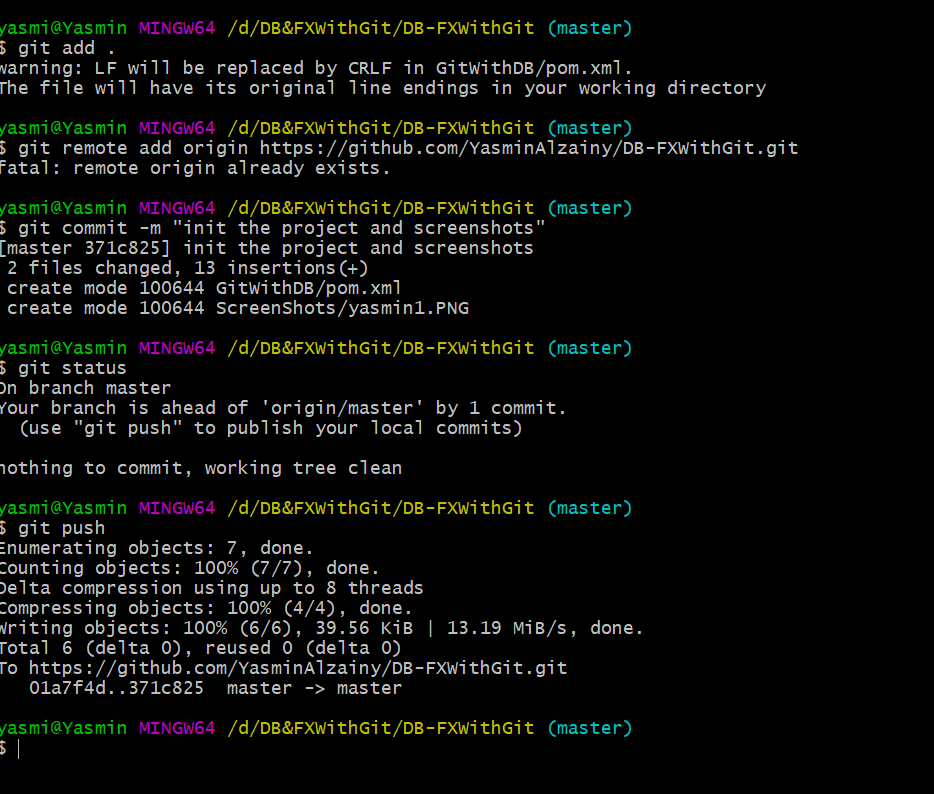 yasmi@Yasmin MINGW64 /d/DB&FXWithGit/DB-FXWithGit (master)
$ git add .
warning: LF will be replaced by CRLF in GitWithDB/pom.xml.
The file will have its original line endings in your working directory
yasmi@Yasmin MINGW64 /d/DB&FXWithGit/DB-FXWithGit (master)
$ git remote add origin https://github.com/YasminAlzainy/DB-FXWithGit.git
fatal: remote origin already exists.
yasmi@Yasmin MINGW64 /d/DB&FXWithGit/DB-FXWithGit (master)
$ git commit -m "init the project and screenshots"
[master 371c825] init the project and screenshots
2 files changed, 13 insertions(+)
create mode 100644 GitWithDB/pom.xml
create mode 100644 ScreenShots/yasmin1.PNG
yasmi@Yasmin MINGW64 /d/DB&FXWithGit/DB-FXWithGit (master)
$ git status
On branch master
Your branch is ahead of 'origin/master' by 1 commit.
(use "git push" to publish your local commits)
nothing to commit, working tree clean
yasmi@Yasmin MINGW64 /d/DB&FXWithGit/DB-FXWithGit (master)
$ git push
Enumerating objects: 7, done.
Counting objects: 100% (7/7), done.
Delta compression using up to 8 threads
Compressing objects: 100% (4/4), done.
Writing objects: 100% (6/6), 39.56 KiB | 13.19 MiB/s, done.
Total 6 (delta 0), reused 0 (delta 0)
To https://github.com/YasminAlzainy/DB-FXWithGit.git
01a7f4d..371c825  master -> master
yasmi@Yasmin MINGW64 /d/DB&FXWithGit/DB-FXWithGit (master)
$